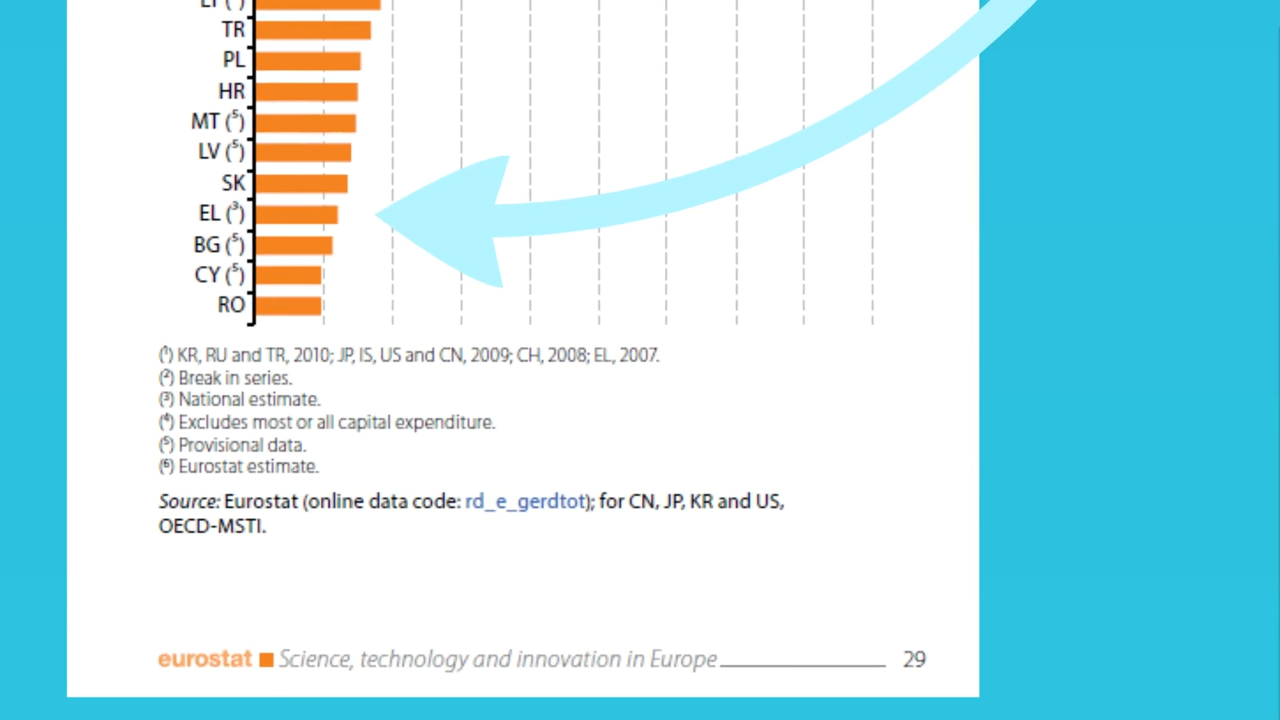 TR
PL
HR
MT (⁵)
LV (⁵)
SK
EL (³)
BG (⁵)
CY (⁵)
RO
(¹) KR, RU and TR, 2010; JP, IS, US and CN, 2009; CH, 2008; EL, 2007.
(²) Break in series.
(³) National estimate.
(⁴) Excludes most or all capital expenditure.
(⁵) Provisional data.
(⁶) Eurostat estimate.
Source: Eurostat (online data code: rd_e_gerdtot); for CN, JP, KR and US,
OECD-MSTI.
eurostat Science, technology and innovation in Europe 29